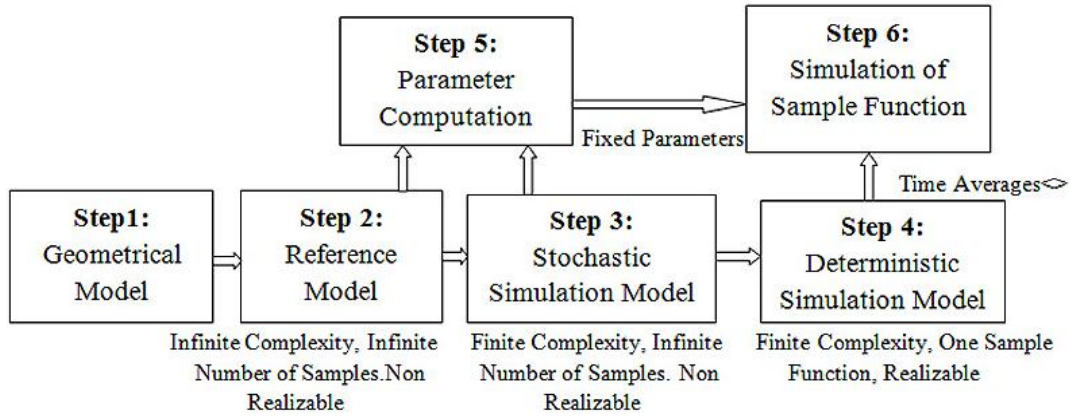 Step 5:
Parameter
Computation
Step 6:
Simulation of
Sample Function
Fixed Parameters
Time Averages<>
Step1:
Geometrical
Model
Step 2:
Reference
Model
Step 3:
Stochastic
Simulation Model
Step 4:
Deterministic
Simulation Model
Infinite Complexity, Infinite
Number of Samples.Non
Realizable
Finite Complexity, Infinite
Number of Samples. Non
Realizable
Finite Complexity, One Sample
Function, Realizable